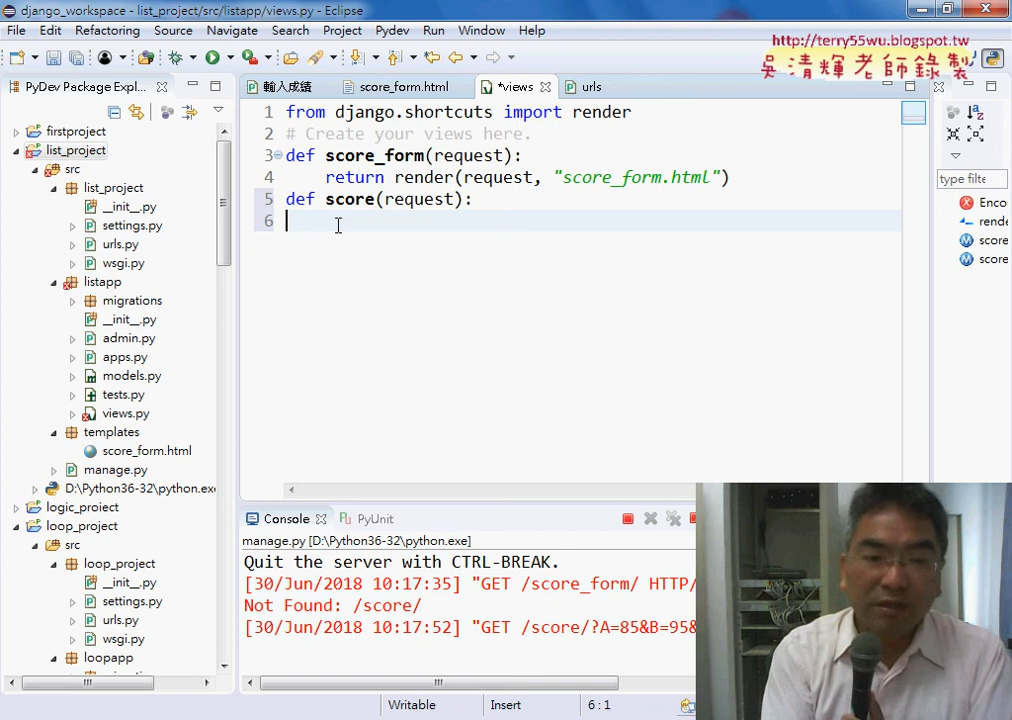 django_workspace - list_project/src/listapp/views.py - Eclipse
File Edit Refactoring Source Navigate Search Project Pydev Run Window Help
http://terry55wu.blogspot.tw
吳清輝老師錄製
PyDev Package Expl...
輸入成績
score_form.html
*views
urls
firstproject
list_project
src
list_project
__init__.py
settings.py
urls.py
wsgi.py
listapp
migrations
__init__.py
admin.py
apps.py
models.py
tests.py
views.py
templates
score_form.html
manage.py
D:\Python36-32\python.exe
logic_project
loop_project
src
loop_project
__init__.py
settings.py
urls.py
wsgi.py
loopapp
1 from django.shortcuts import render
2 # Create your views here.
3 def score_form(request):
4 return render(request, "score_form.html")
5 def score(request):
6
type filte
Enco
rende
score
score
Console
PyUnit
manage.py [D:\Python36-32\python.exe]
Quit the server with CTRL-BREAK.
[30/Jun/2018 10:17:35] "GET /score_form/ HTTP/
Not Found: /score/
[30/Jun/2018 10:17:52] "GET /score/?A=85&B=95&
Writable
Insert
6 : 1